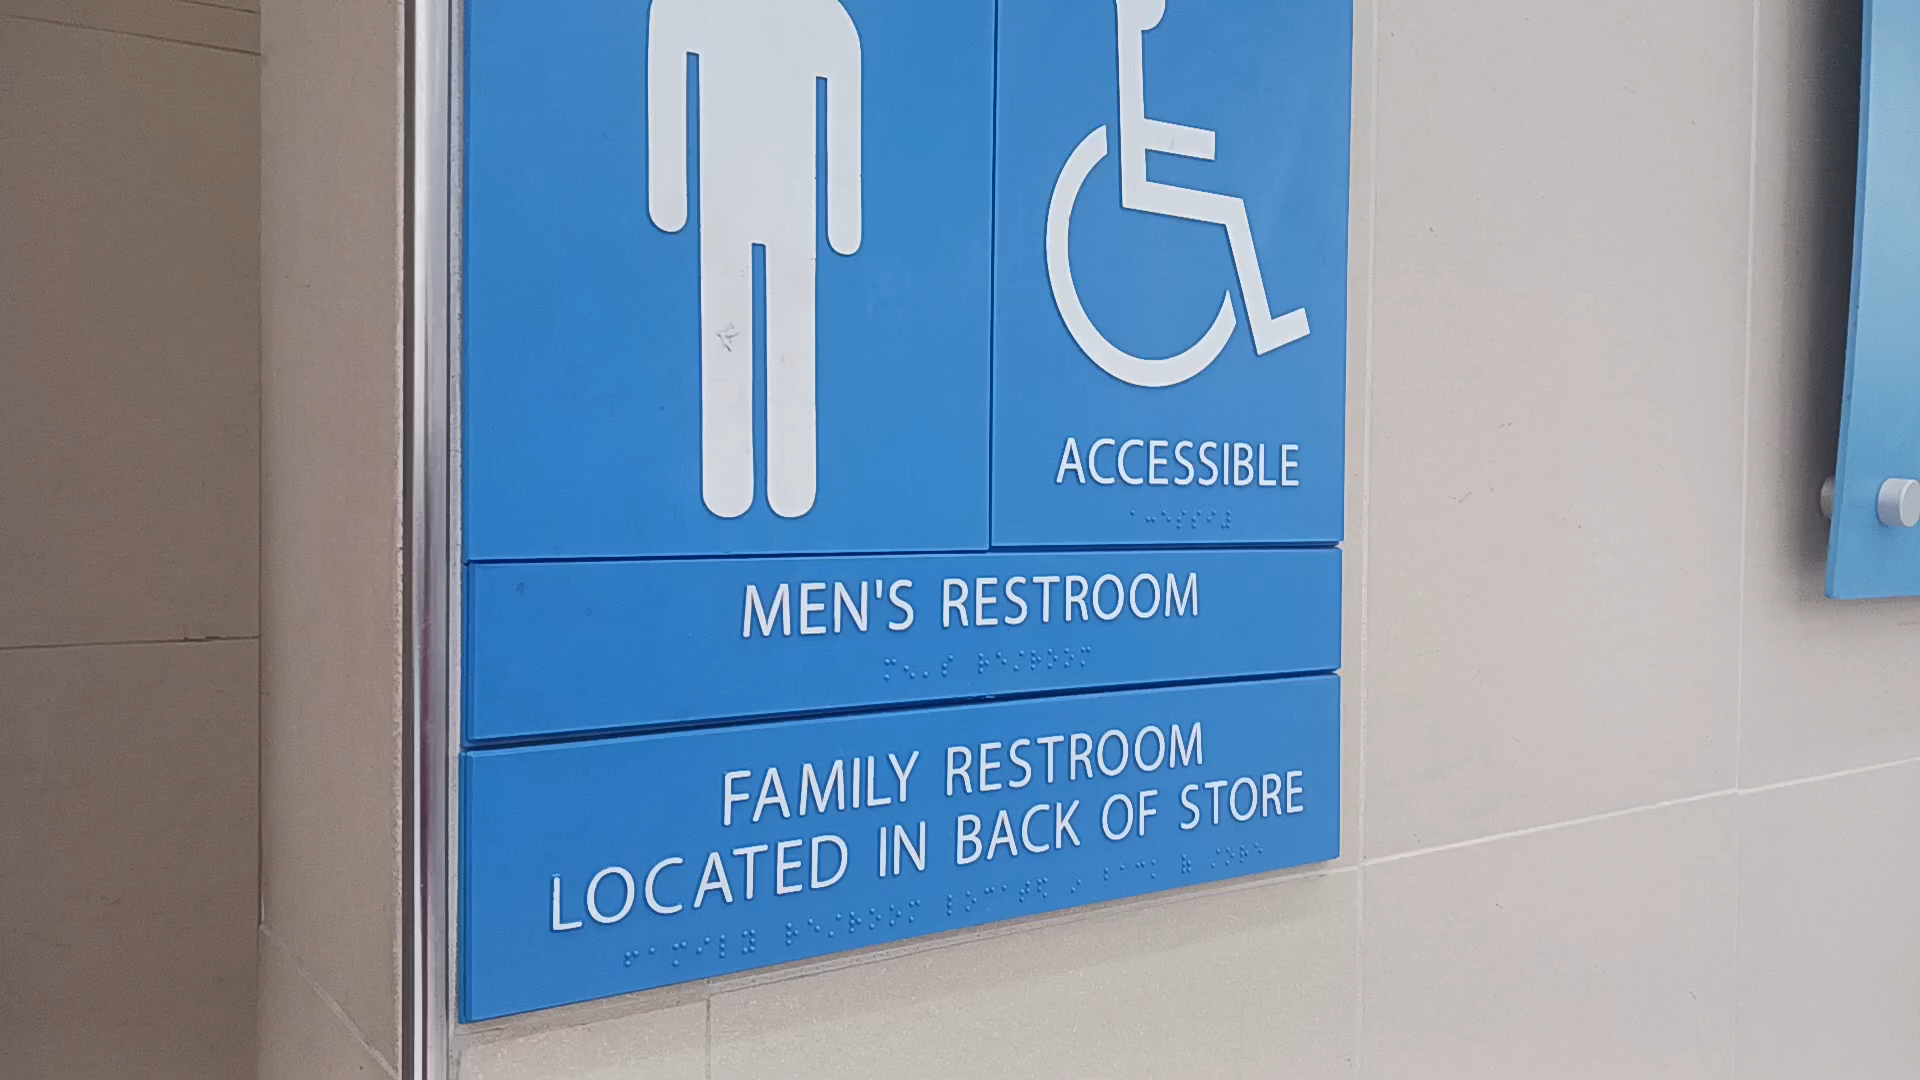 ACCESSIBLE
MEN'S RESTROOM
FAMILY RESTROOM
LOCATED IN BACK OF STORE